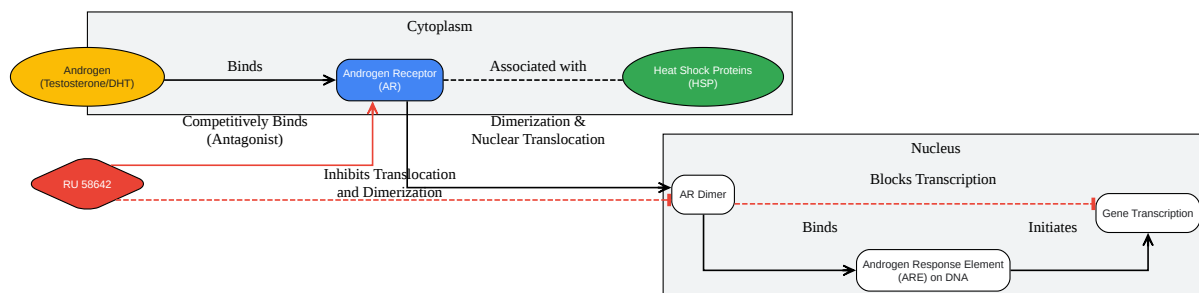 Cytoplasm
Androgen
(Testosterone/DHT)
Binds
Androgen Receptor
(AR)
Associated with
Heat Shock Proteins
(HSP)
Competitively Binds
(Antagonist)
Dimerization &
Nuclear Translocation
Nucleus
RU 58642
Inhibits Translocation
and Dimerization
AR Dimer
Blocks Transcription
Gene Transcription
Binds
Initiates
Androgen Response Element
(ARE) on DNA